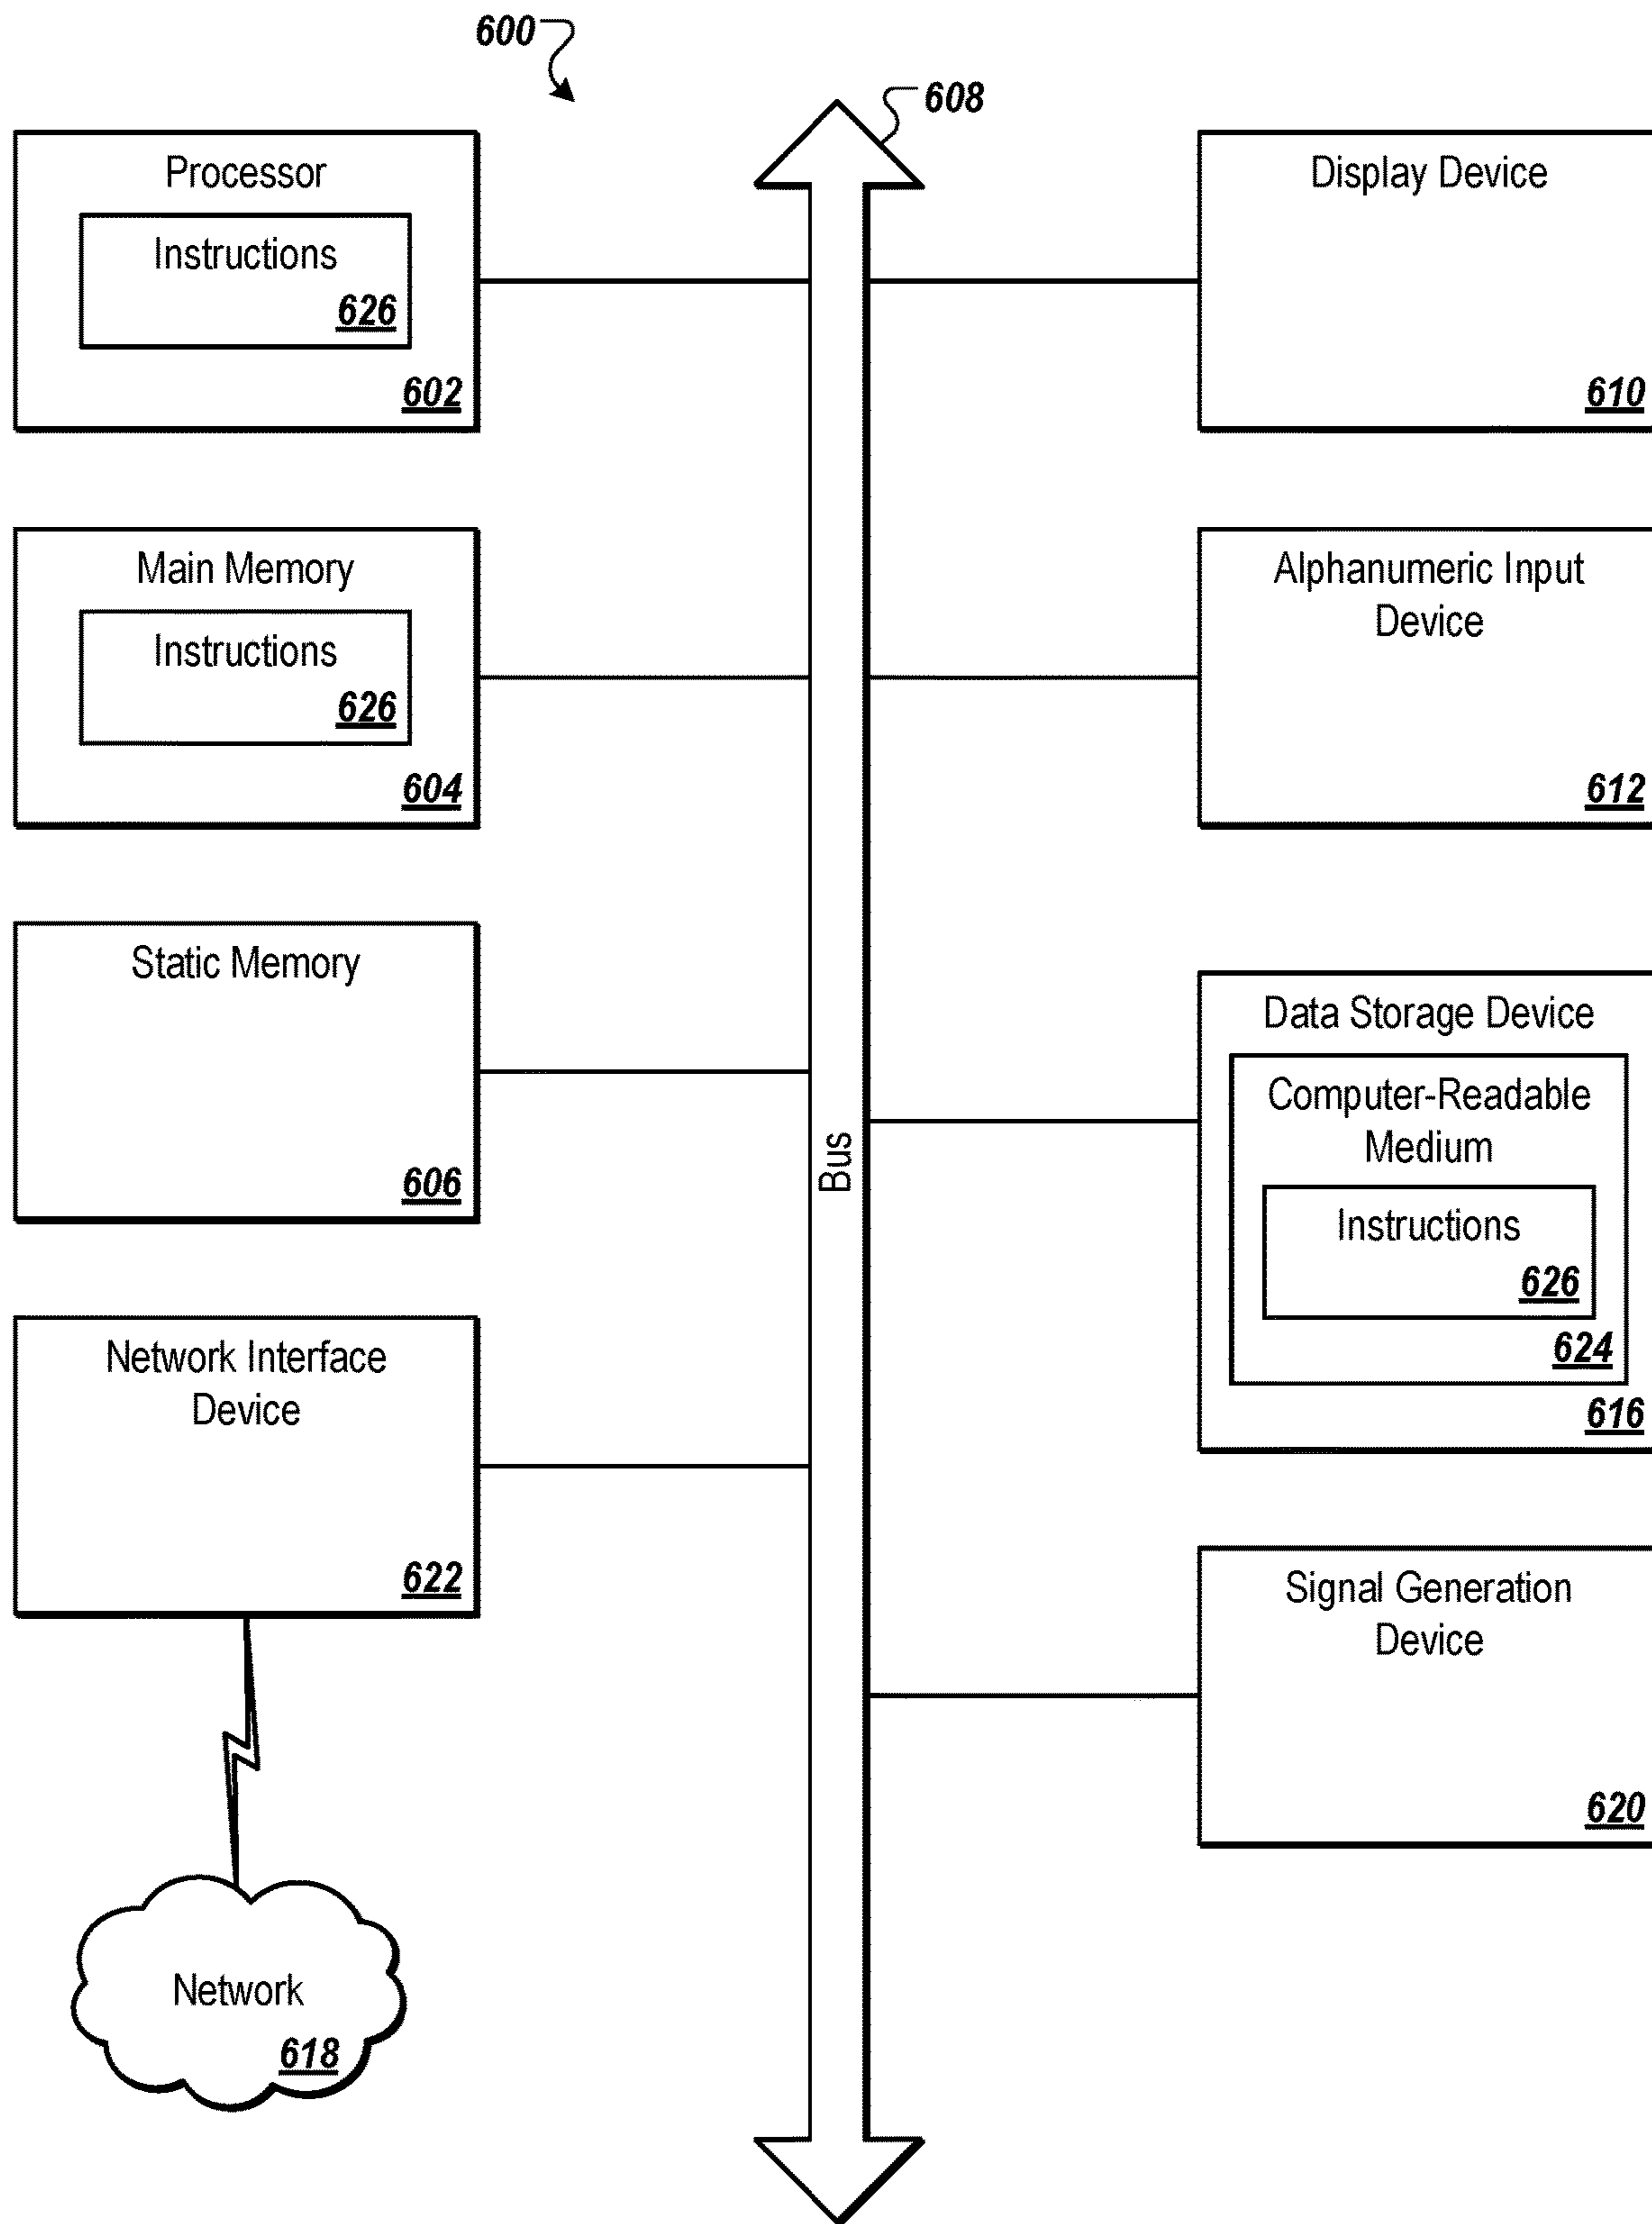 600
608
Processor
Instructions
626
602
Main Memory
Instructions
626
604
Static Memory
606
Network Interface
Device
622
Network
618
Bus
Display Device
610
Alphanumeric Input
Device
612
Data Storage Device
Computer-Readable
Medium
Instructions
626
624
616
Signal Generation
Device
620